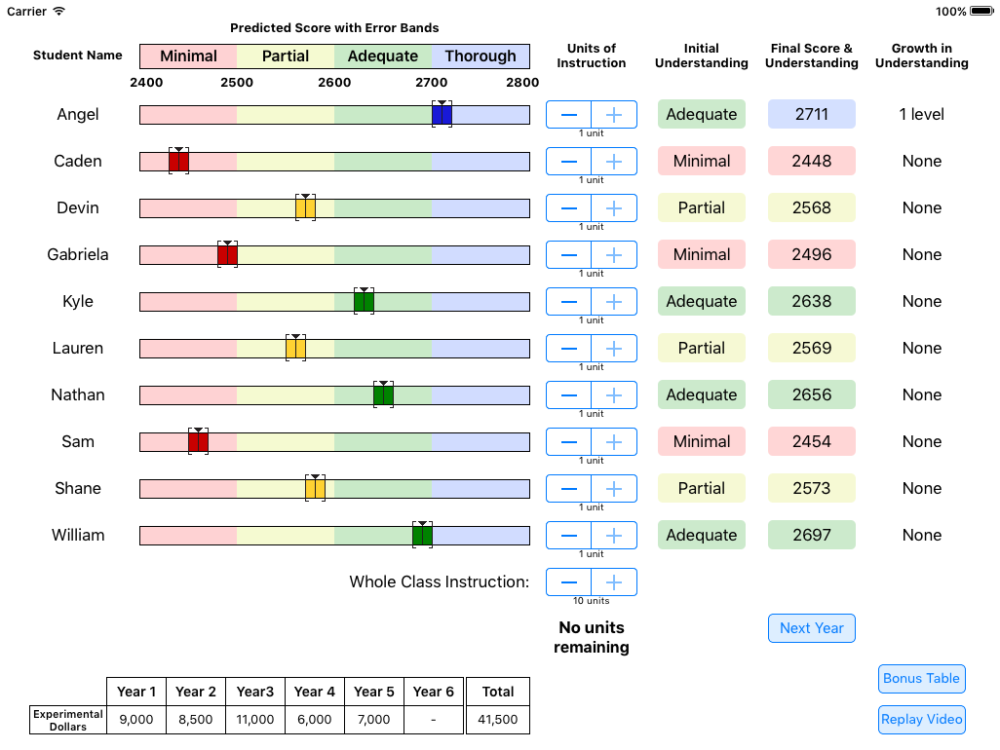 Carrier 100%
Predicted Score with Error Bands
Student Name Minimal Partial Adequate Thorough Units of Instruction Initial Understanding Final Score & Understanding Growth in Understanding
2400 2500 2600 2700 2800
Angel 1 unit Adequate 2711 1 level
Caden 1 unit Minimal 2448 None
Devin 1 unit Partial 2568 None
Gabriela 1 unit Minimal 2496 None
Kyle 1 unit Adequate 2638 None
Lauren 1 unit Partial 2569 None
Nathan 1 unit Adequate 2656 None
Sam 1 unit Minimal 2454 None
Shane 1 unit Partial 2573 None
William 1 unit Adequate 2697 None
Whole Class Instruction: 10 units
No units
remaining
Next Year
Bonus Table
Year 1 Year 2 Year3 Year 4 Year 5 Year 6 Total
Experimental Dollars 9,000 8,500 11,000 6,000 7,000 - 41,500
Replay Video